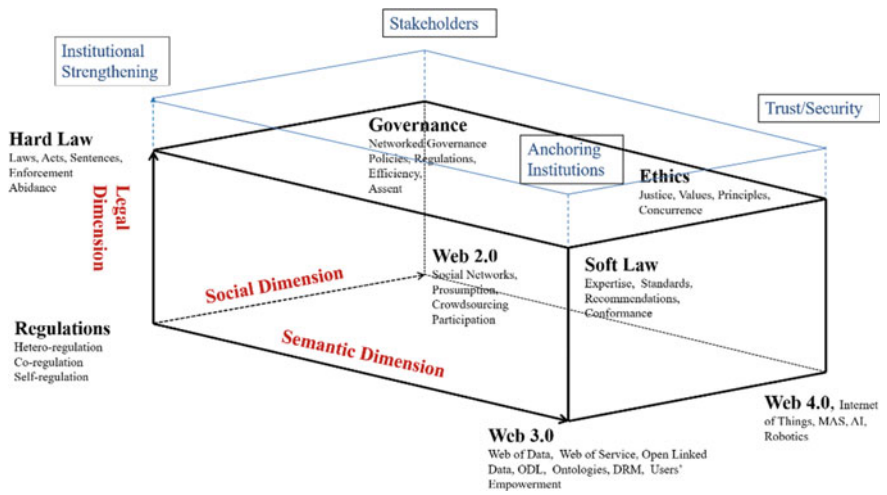 Stakeholders
Institutional
Strengthening
Trust/Security
Hard Law
Laws, Acts, Sentences,
Enforcement
Abidance
Governance
Networked Governance
Policies, Regulations,
Efficiency,
Assent
Anchoring
Institutions
Ethics
Justice, Values, Principles,
Concurrence
Legal
Dimension
Social Dimension
Web 2.0
Social Networks,
Prosumption,
Crowdsourcing
Participation
Soft Law
Expertise, Standards,
Recommendations,
Conformance
Regulations
Hetero-regulation
Co-regulation
Self-regulation
Semantic Dimension
Web 3.0
Web of Data, Web of Service, Open Linked
Data, ODL, Ontologies, DRM, Users'
Empowerment
Web 4.0, Internet
of Things, MAS, AI,
Robotics